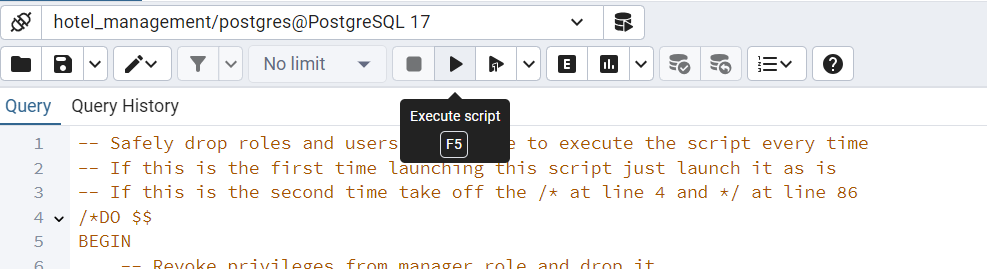 hotel_management/postgres@PostgreSQL 17
No limit
E
Query
Query History
Execute script
F5
1 -- Safely drop roles and users e to execute the script every time
2 -- If this is the first time launching this script just launch it as is
3 -- If this is the second time take off the /* at line 4 and */ at line 86
4 /*DO $$
5 BEGIN
6 -- Revoke privileges from manager role and drop it